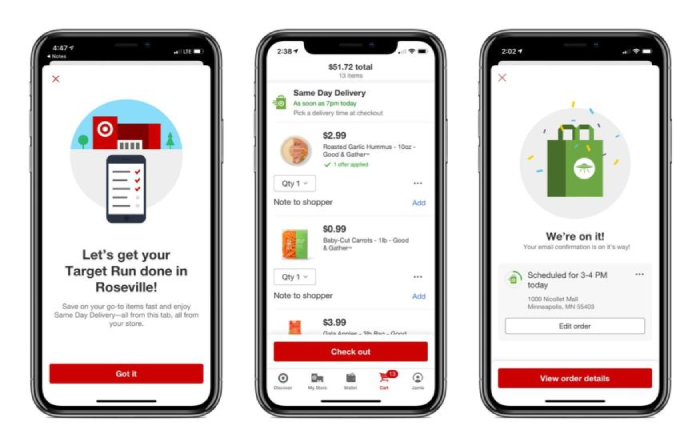 4:47
Notes
LTE
Let's get your
Target Run done in
Roseville!
Save on your go-to items fast and enjoy
Same Day Delivery—all from this tab, all from
your store.
Got it
2:38
$51.72 total
13 items
Same Day Delivery
As soon as 7pm today
Pick a delivery time at checkout
$2.99
Roasted Garlic Hummus - 10oz -
Good & Gather™
1 offer applied
Qty 1
Note to shopper
Add
$0.99
Baby-Cut Carrots - 1lb - Good
& Gather™
Qty 1
Note to shopper
Add
$3.99
Gala Apples - 3lb Bag - Good
Check out
Discover
My Store
Wallet
13
Cart
2:02
We're on it!
Your email confirmation is on it's way!
Scheduled for 3-4 PM
today
1000 Nicollet Mall
Minneapolis, MN 55403
Edit order
View order details